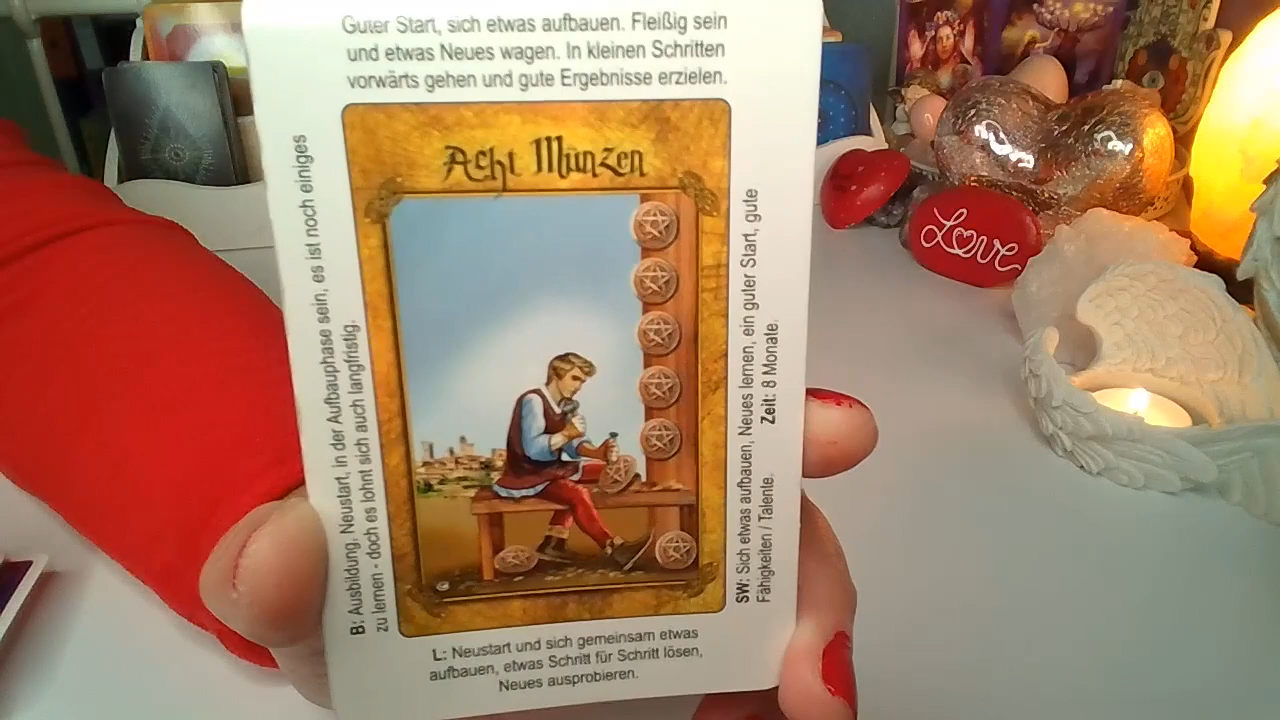 Guter Start, sich etwas aufbauen. Fleißig sein
und etwas Neues wagen. In kleinen Schritten
vorwärts gehen und gute Ergebnisse erzielen.
Acht Münzen
B: Ausbildung, Neustart, in der Aufbauphase sein, es ist noch einiges
zu lernen - doch es lohnt sich auch langfristig.
SW: Sich etwas aufbauen, Neues lernen, ein guter Start, gute
Fähigkeiten / Talente. Zeit: 8 Monate.
L: Neustart und sich gemeinsam etwas
aufbauen, etwas Schritt für Schritt lösen,
Neues ausprobieren.
Love